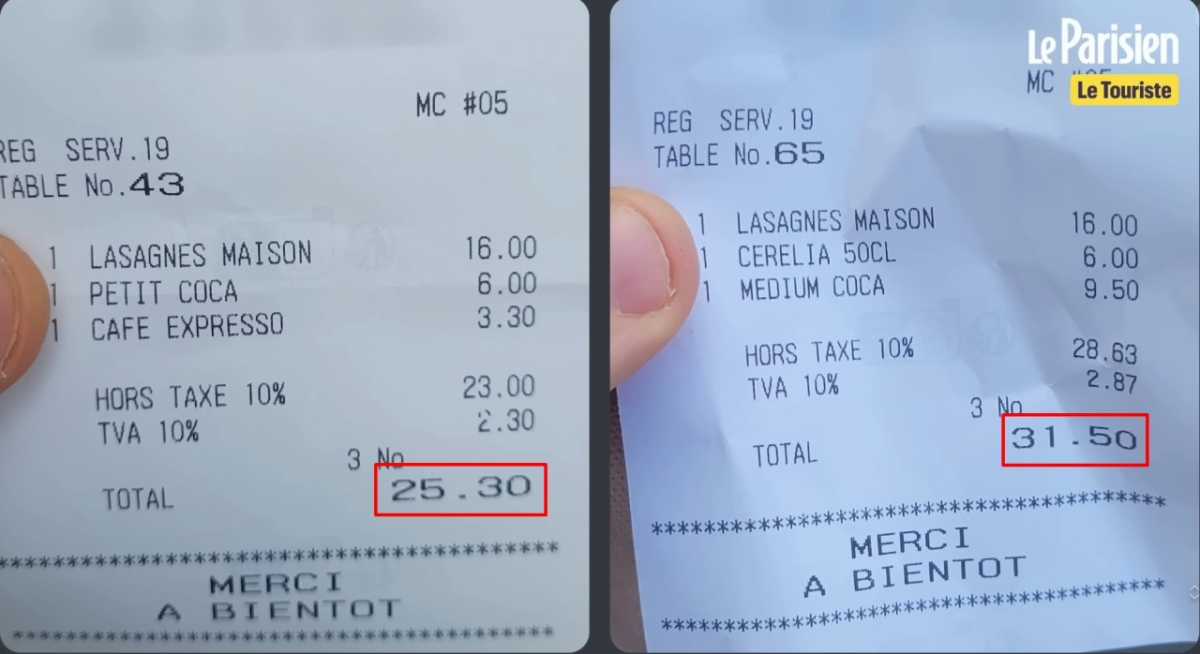 MC #05
REG SERV.19
TABLE No.43
1 LASAGNES MAISON 16.00
1 PETIT COCA 6.00
1 CAFE EXPRESSO 3.30
HORS TAXE 10% 23.00
TVA 10% 2.30
3 No
TOTAL 25.30
****************************************
MERCI
A BIENTOT
****************************************
Le Parisien
Le Touriste
MC
REG SERV.19
TABLE No.65
1 LASAGNES MAISON 16.00
1 CERELIA 50CL 6.00
1 MEDIUM COCA 9.50
HORS TAXE 10% 28.63
TVA 10% 2.87
3 No
TOTAL 31.50
****************************************
MERCI
A BIENTOT
****************************************